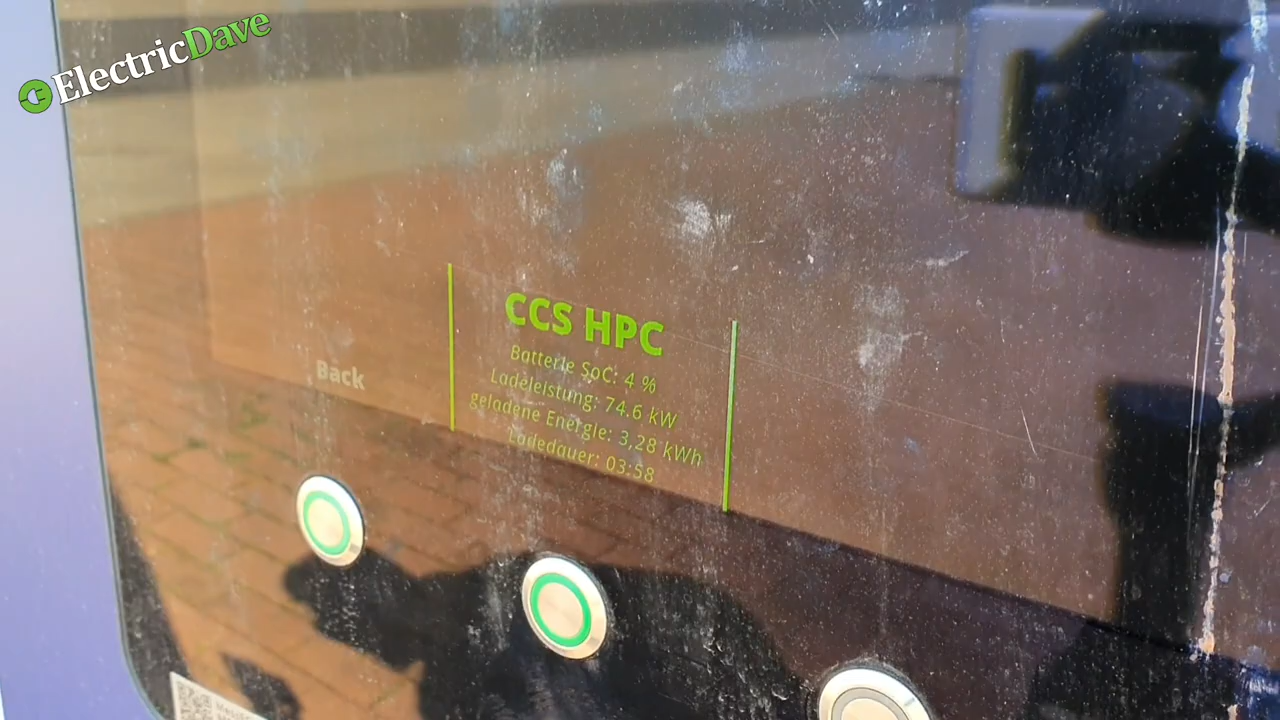 ElectricDave
CCS HPC
Batterie SoC: 4 %
Ladeleistung: 74.6 kW
geladene Energie: 3,28 kWh
Ladedauer: 03:58
Back